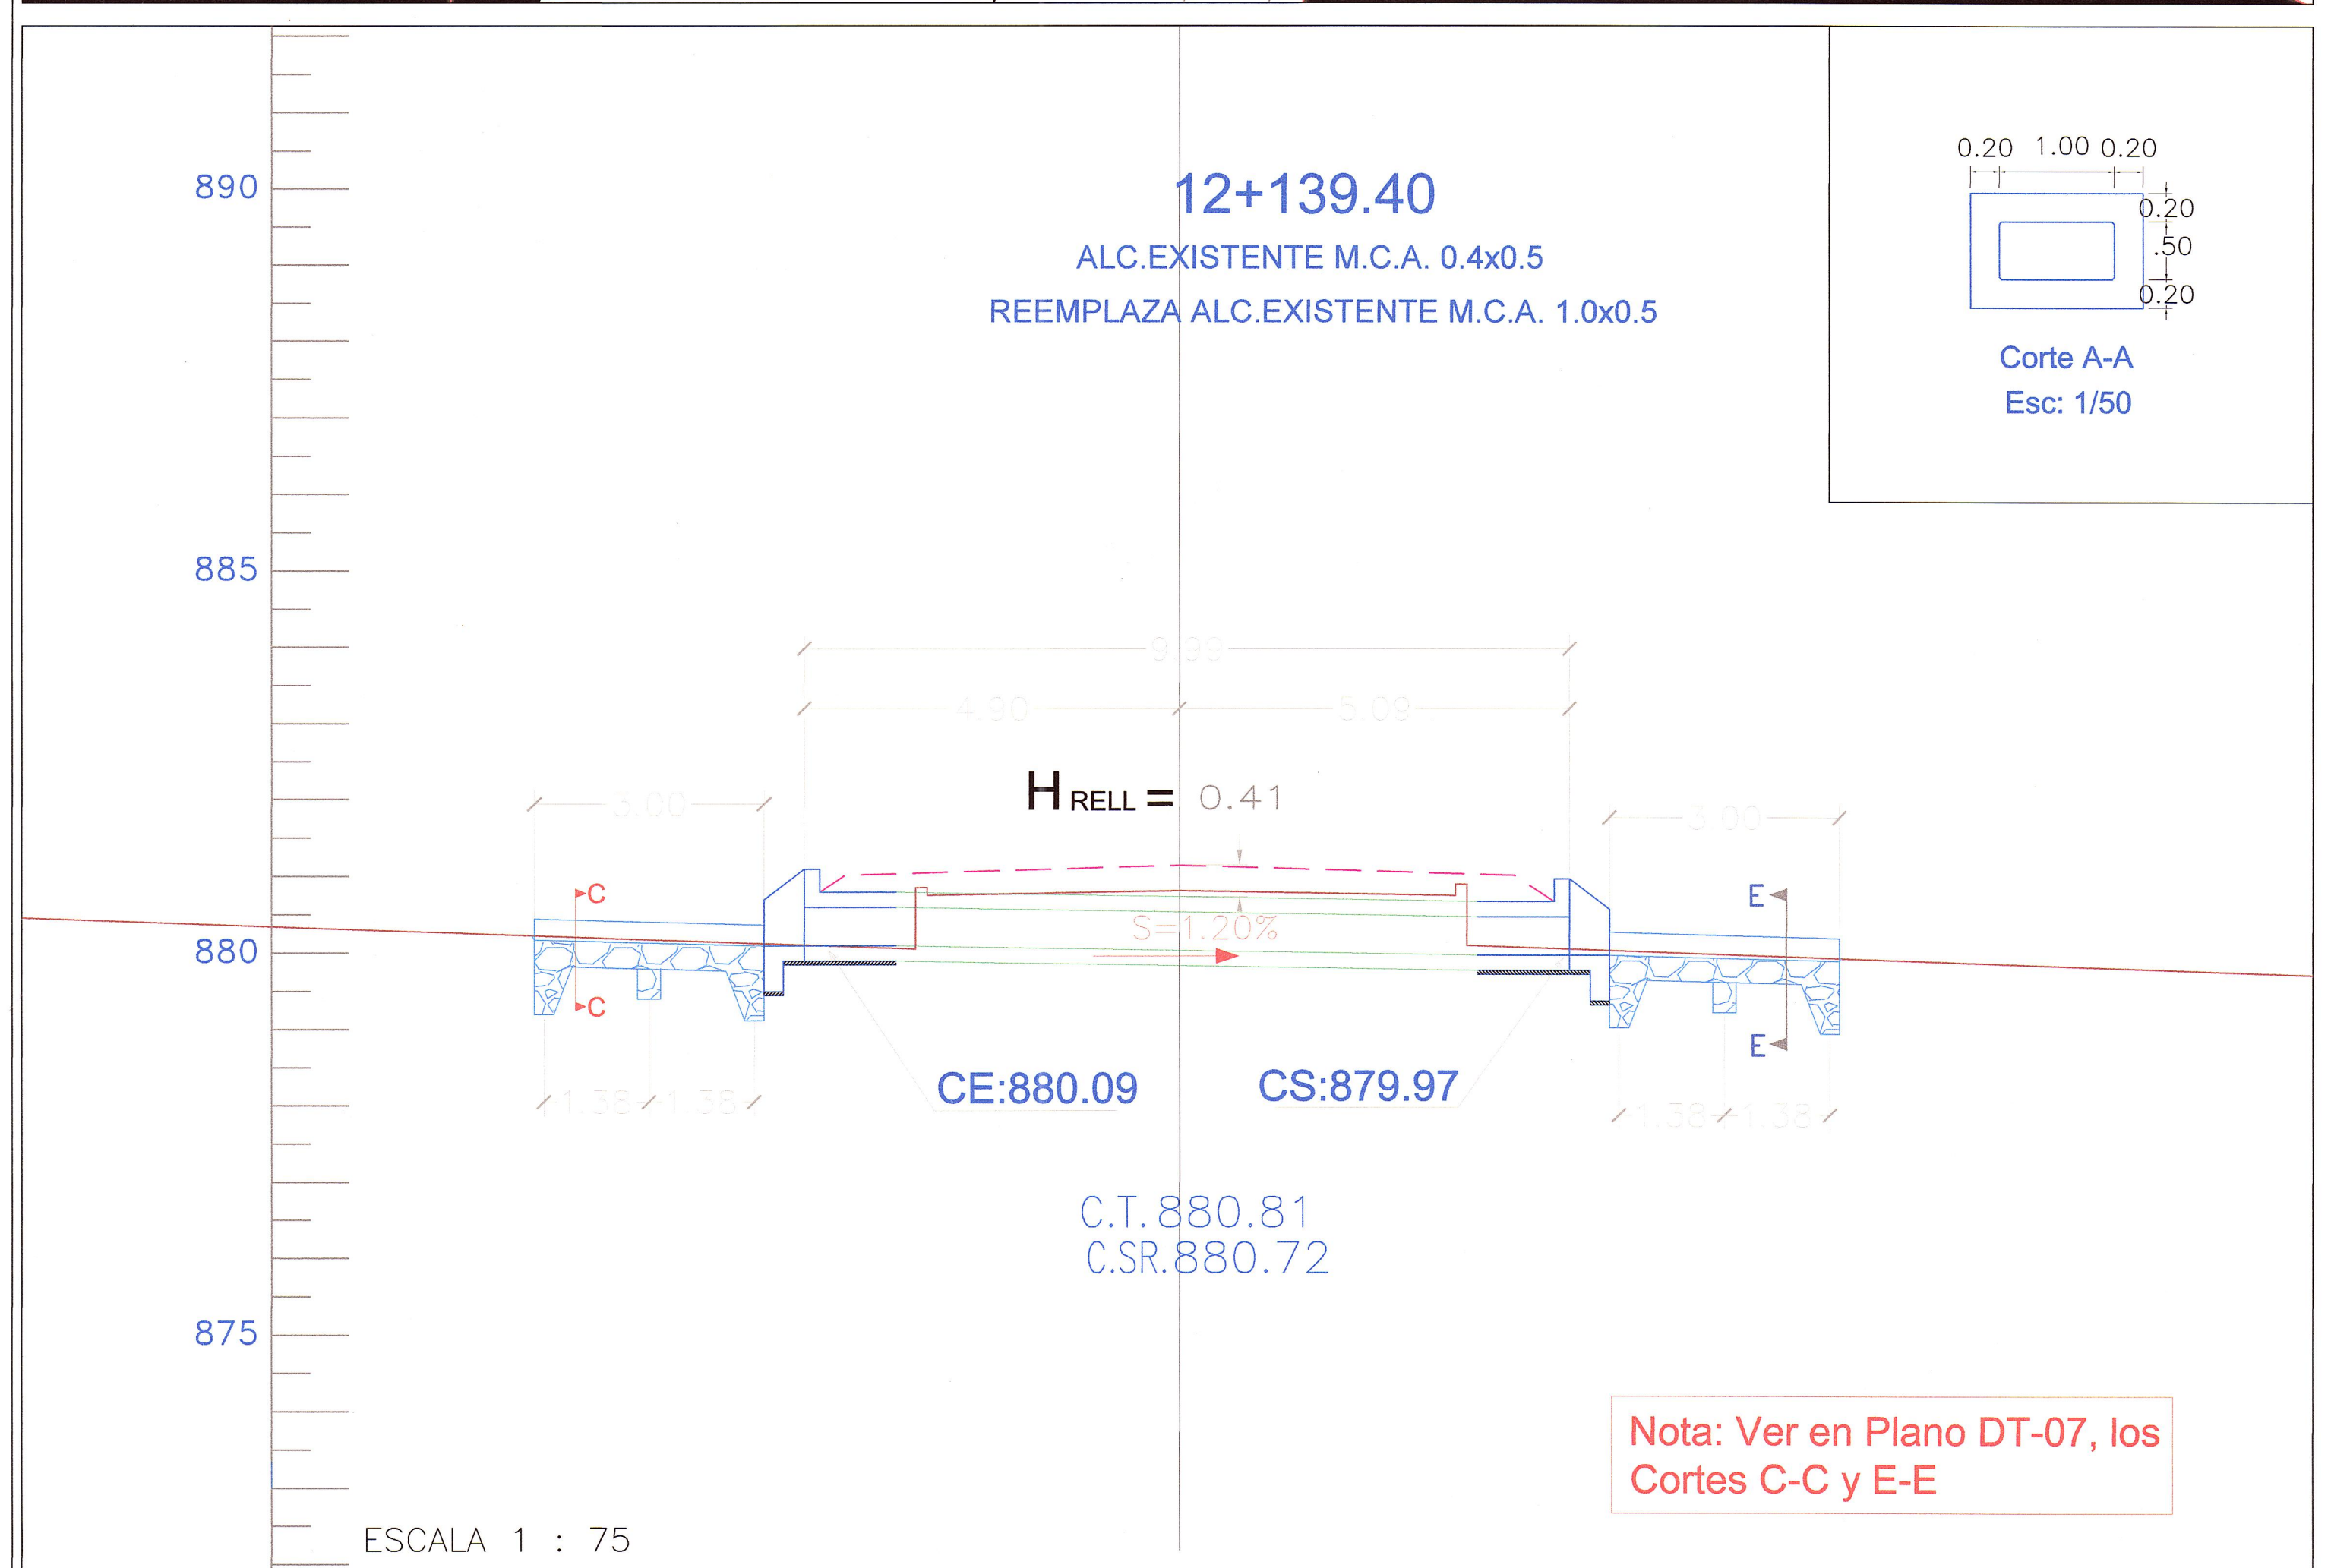 12+139.40
ALC.EXISTENTE M.C.A. 0.4x0.5
REEMPLAZA ALC.EXISTENTE M.C.A. 1.0x0.5
0.20 1.00 0.20
0.20
.50
0.20
Corte A-A
Esc: 1/50
890
885
880
875
9.99
4.90 5.09
H RELL = 0.41
3.00
3.00
C
C
E
E
S=1.20%
CE:880.09
CS:879.97
1.38 1.38
1.38 1.38
C.T.880.81
C.SR.880.72
Nota: Ver en Plano DT-07, los
Cortes C-C y E-E
ESCALA 1 : 75